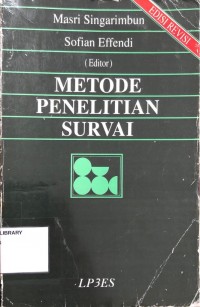 Masri Singarimbun
Sofian Effendi
(Editor)
EDISI REVISI
METODE
PENELITIAN
SURVAI
LIBRARY
LP3ES